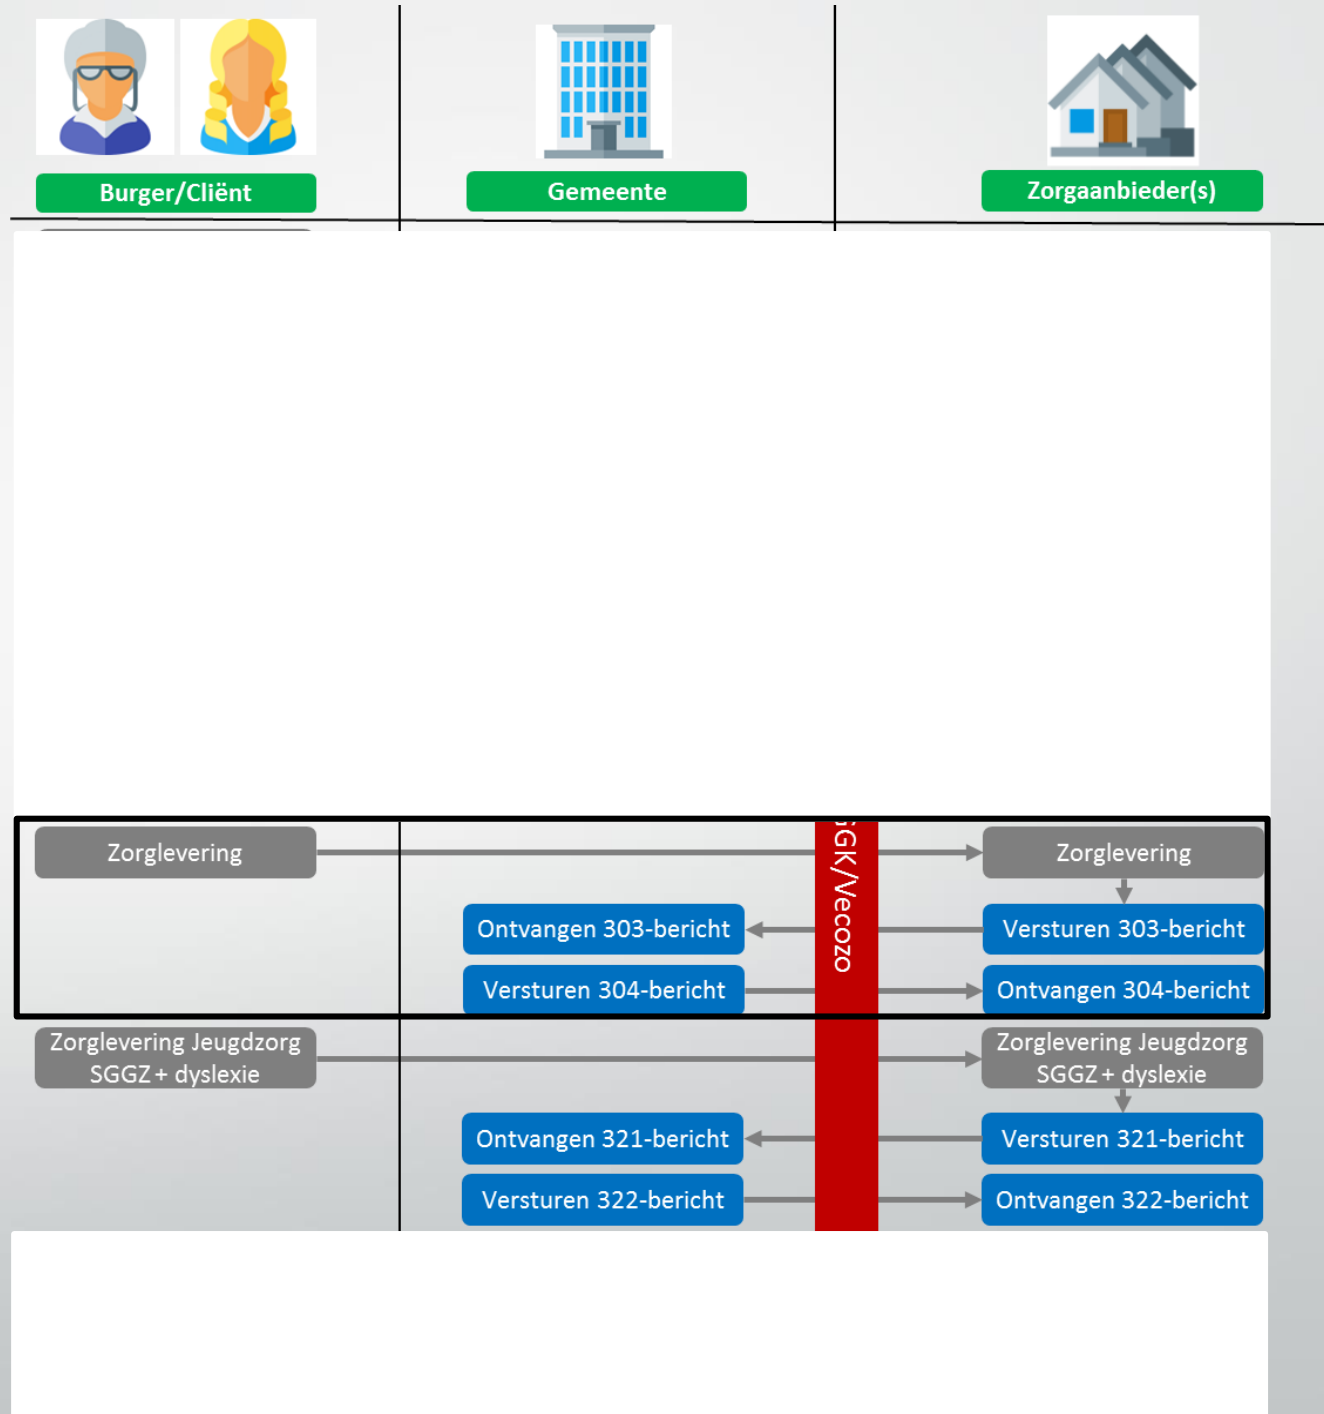 Burger/Cliënt
Gemeente
Zorgaanbieder(s)
Zorglevering
Zorglevering
GGK/Vecozo
Ontvangen 303-bericht
Versturen 303-bericht
Versturen 304-bericht
Ontvangen 304-bericht
Zorglevering Jeugdzorg
SGGZ + dyslexie
Zorglevering Jeugdzorg
SGGZ + dyslexie
Ontvangen 321-bericht
Versturen 321-bericht
Versturen 322-bericht
Ontvangen 322-bericht